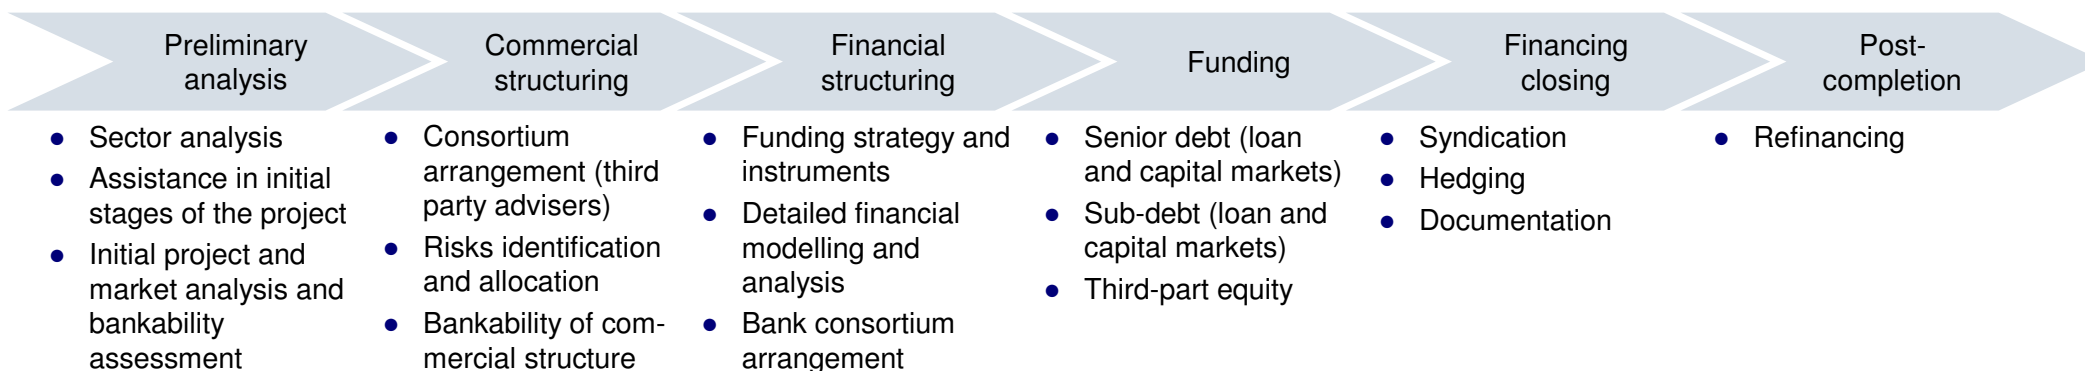 Preliminary
analysis
Commercial
structuring
Financial
structuring
Funding
Financing
closing
Post-
completion
● Sector analysis
● Assistance in initial
stages of the project
● Initial project and
market analysis and
bankability
assessment
● Consortium
arrangement (third
party advisers)
● Risks identification
and allocation
● Bankability of com-
mercial structure
● Funding strategy and
instruments
● Detailed financial
modelling and
analysis
● Bank consortium
arrangement
● Senior debt (loan
and capital markets)
● Sub-debt (loan and
capital markets)
● Third-part equity
● Syndication
● Hedging
● Documentation
● Refinancing